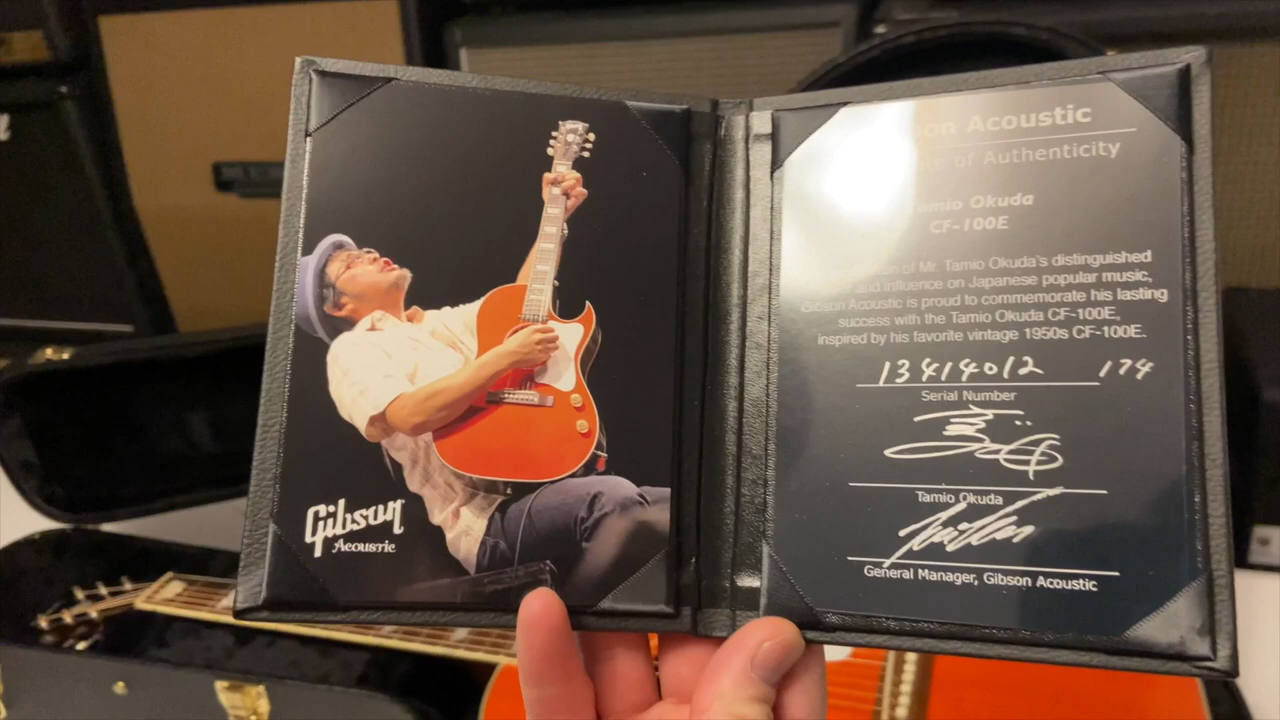 Gibson
Acoustic
Acoustic
of Authenticity
Tamio Okuda
CF-100E
of Mr. Tamio Okuda's distinguished
and influence on Japanese popular music,
Gibson Acoustic is proud to commemorate his lasting
success with the Tamio Okuda CF-100E,
inspired by his favorite vintage 1950s CF-100E.
13414012 174
Serial Number
Tamio Okuda
General Manager, Gibson Acoustic